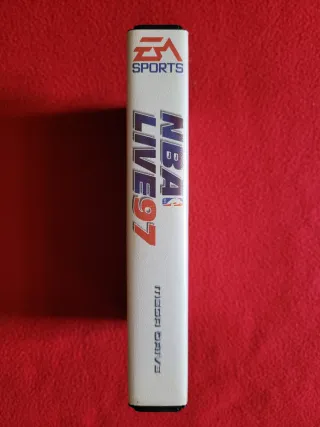 EA
SPORTS
NBA
LIVE97
MEGA DRIVE